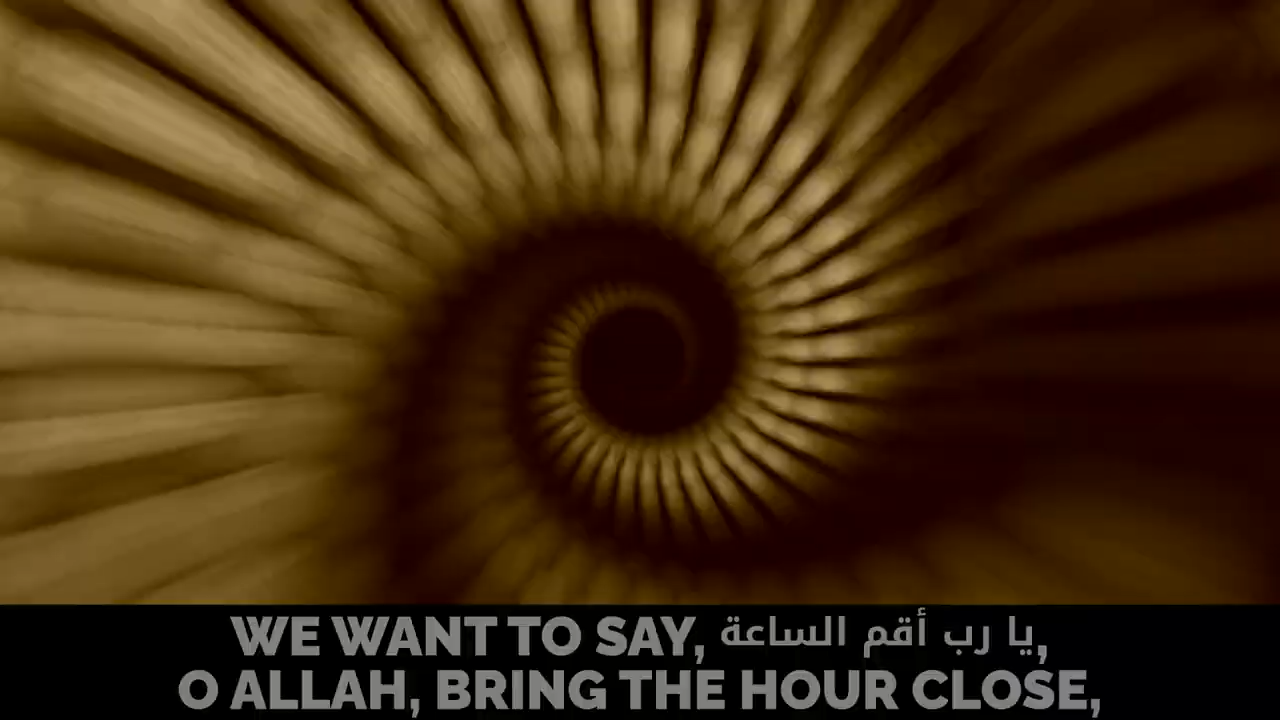 WE WANT TO SAY, يا رب أقم الساعة,
O ALLAH, BRING THE HOUR CLOSE,